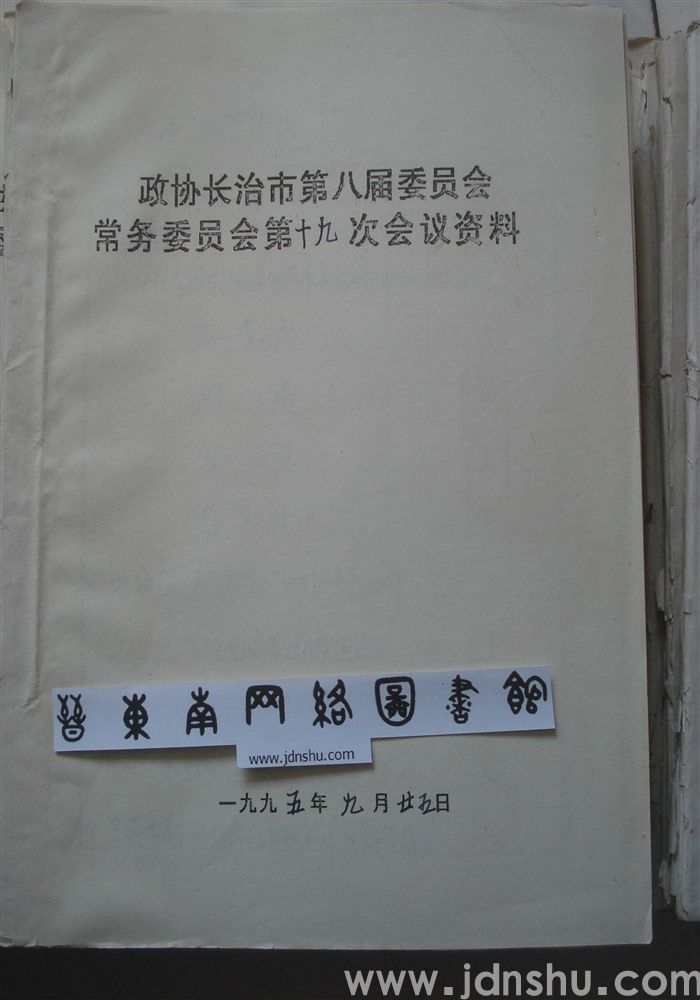 政协长治市第八届委员会
常务委员会第十九次会议资料
晋東南网络圖書館
www.jdnshu.com
一九九五年九月廿五日
www.jdnshu.com